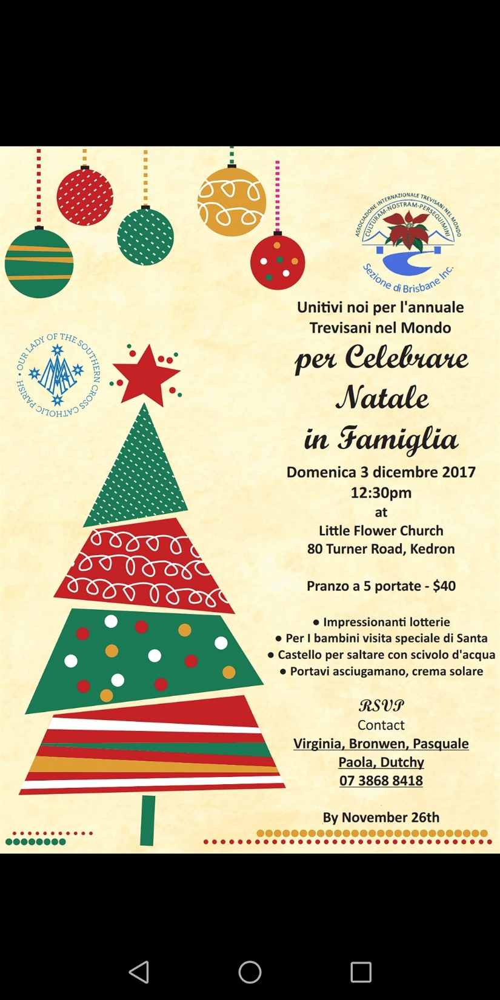 ASSOCIAZIONE INTERNAZIONALE TREVISANI NEL MONDO
CULTURAM-NOSTRAM-PERSEQUIMINI
Sezione di Brisbane Inc.
OUR LADY OF THE SOUTHERN CROSS CATHOLIC PARISH •
Unitivi noi per l'annuale
Trevisani nel Mondo
per Celebrare
Natale
in Famiglia
Domenica 3 dicembre 2017
12:30pm
at
Little Flower Church
80 Turner Road, Kedron
Pranzo a 5 portate - $40
● Impressionanti lotterie
● Per I bambini visita speciale di Santa
● Castello per saltare con scivolo d'acqua
● Portavi asciugamano, crema solare
RSVP
Contact
Virginia, Bronwen, Pasquale
Paola, Dutchy
07 3868 8418
By November 26th